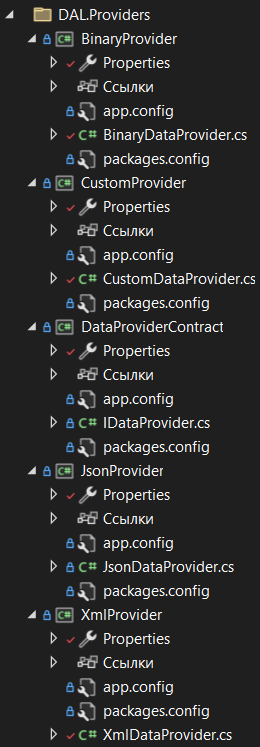 DAL.Providers
BinaryProvider
Properties
Ссылки
app.config
BinaryDataProvider.cs
packages.config
CustomProvider
Properties
Ссылки
app.config
CustomDataProvider.cs
packages.config
DataProviderContract
Properties
Ссылки
app.config
IDataProvider.cs
packages.config
JsonProvider
Properties
Ссылки
app.config
JsonDataProvider.cs
packages.config
XmlProvider
Properties
Ссылки
app.config
packages.config
XmlDataProvider.cs